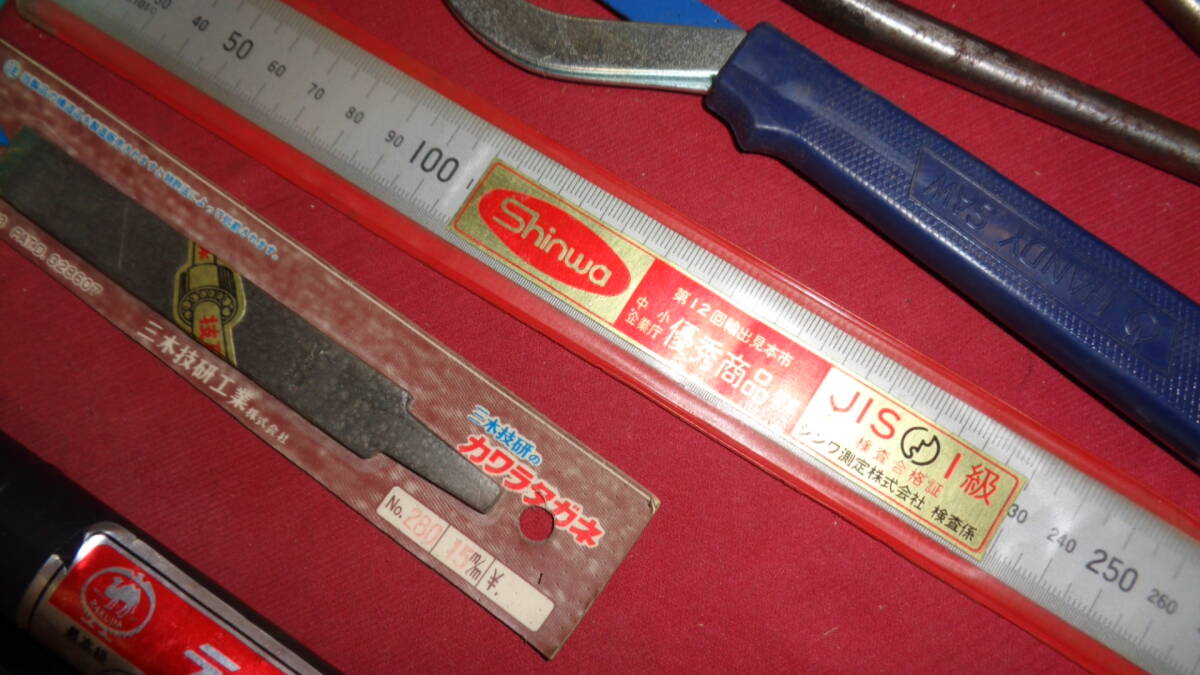 40
50
60
70
80
90
100
Shinwa
第12回輸出見本市
中小
企業庁
優秀商品
JIS 1級
検査合格証
シンワ測定株式会社 検査係
30
240
250
260
HANDY SAW
三木技研工業株式会社
三木技研の
カワラタガネ
No. 280 15m/m